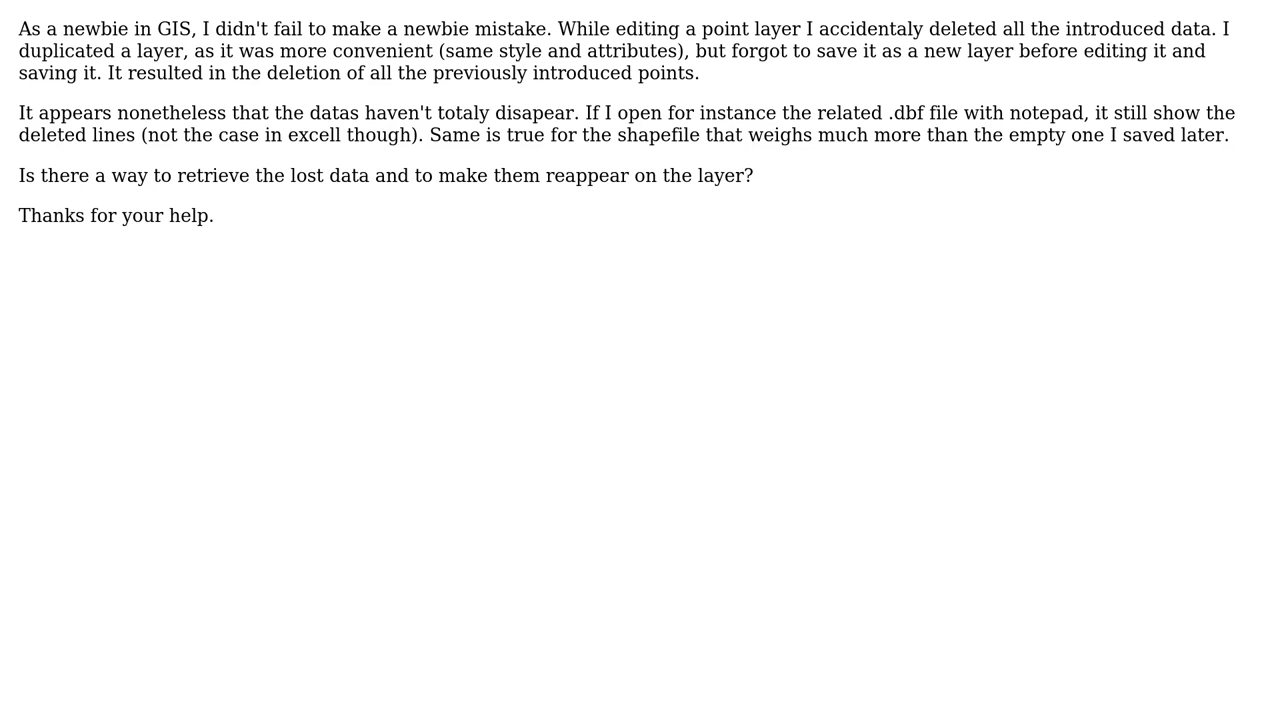 As a newbie in GIS, I didn't fail to make a newbie mistake. While editing a point layer I accidentaly deleted all the introduced data. I
duplicated a layer, as it was more convenient (same style and attributes), but forgot to save it as a new layer before editing it and
saving it. It resulted in the deletion of all the previously introduced points.
It appears nonetheless that the datas haven't totaly disapear. If I open for instance the related .dbf file with notepad, it still show the
deleted lines (not the case in excell though). Same is true for the shapefile that weighs much more than the empty one I saved later.
Is there a way to retrieve the lost data and to make them reappear on the layer?
Thanks for your help.